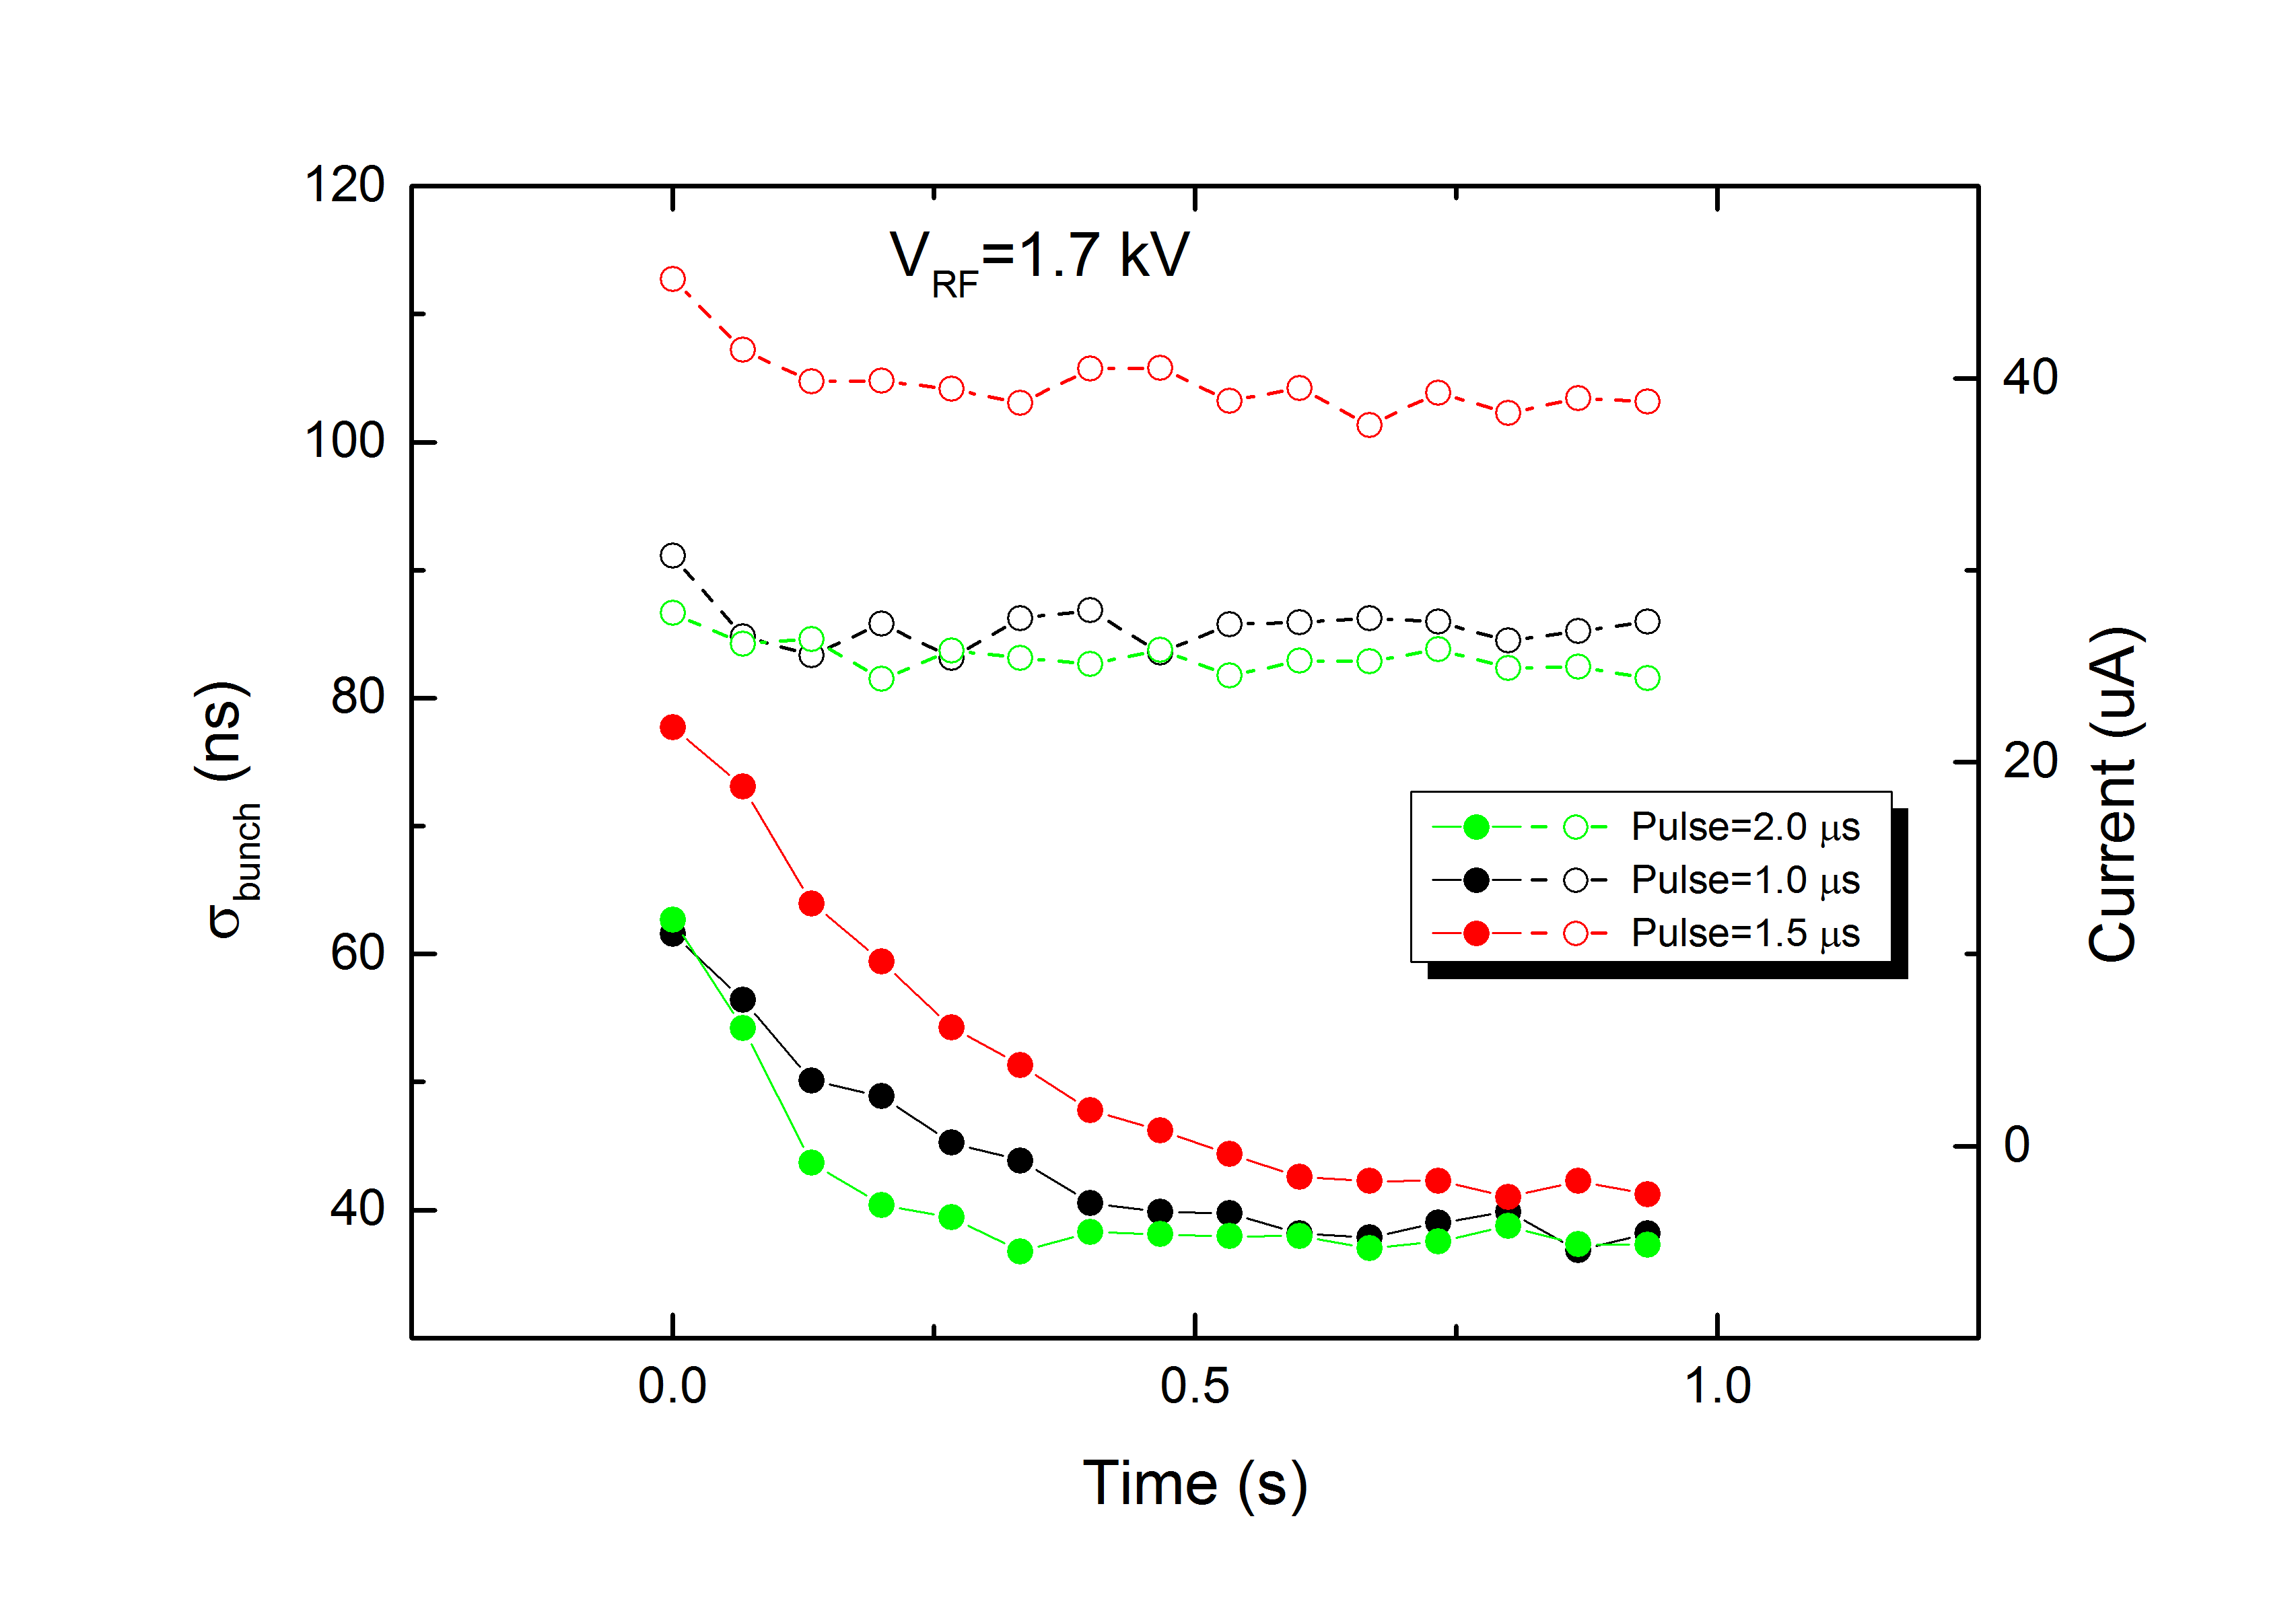 V_RF=1.7 kV
120
100
80
60
40
σ_bunch (ns)
40
20
0
Current (uA)
Pulse=2.0 μs
Pulse=1.0 μs
Pulse=1.5 μs
0.0 0.5 1.0
Time (s)